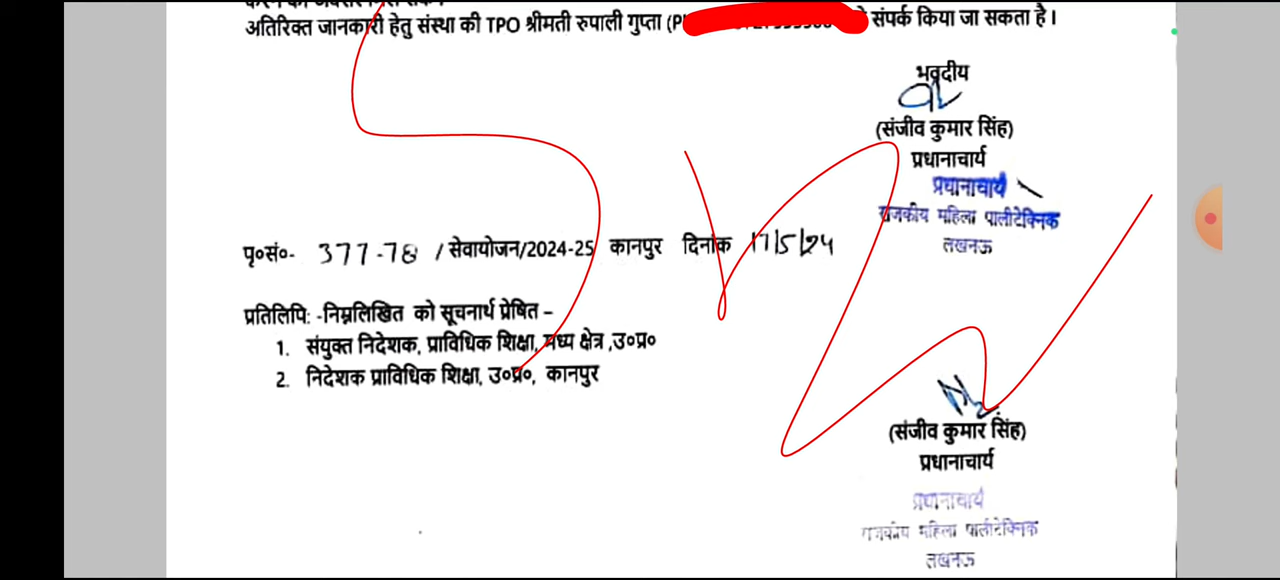 अतिरिक्त जानकारी हेतु संस्था की TPO श्रीमती रुपाली गुप्ता (P संपर्क किया जा सकता है।
भवदीय
(संजीव कुमार सिंह)
प्रधानाचार्य
प्रधानाचार्य
राजकीय महिला पालीटेक्निक
लखनऊ
पृ०सं०- 377-78 / सेवायोजन/2024-25 कानपुर दिनांक 17/5/24
प्रतिलिपि: -निम्नलिखित को सूचनार्थ प्रेषित –
1. संयुक्त निदेशक, प्राविधिक शिक्षा, मध्य क्षेत्र ,उ०प्र०
2. निदेशक प्राविधिक शिक्षा, उ०प्र०, कानपुर
(संजीव कुमार सिंह)
प्रधानाचार्य
प्रधानाचार्य
राजकीय महिला पालीटेक्निक
लखनऊ